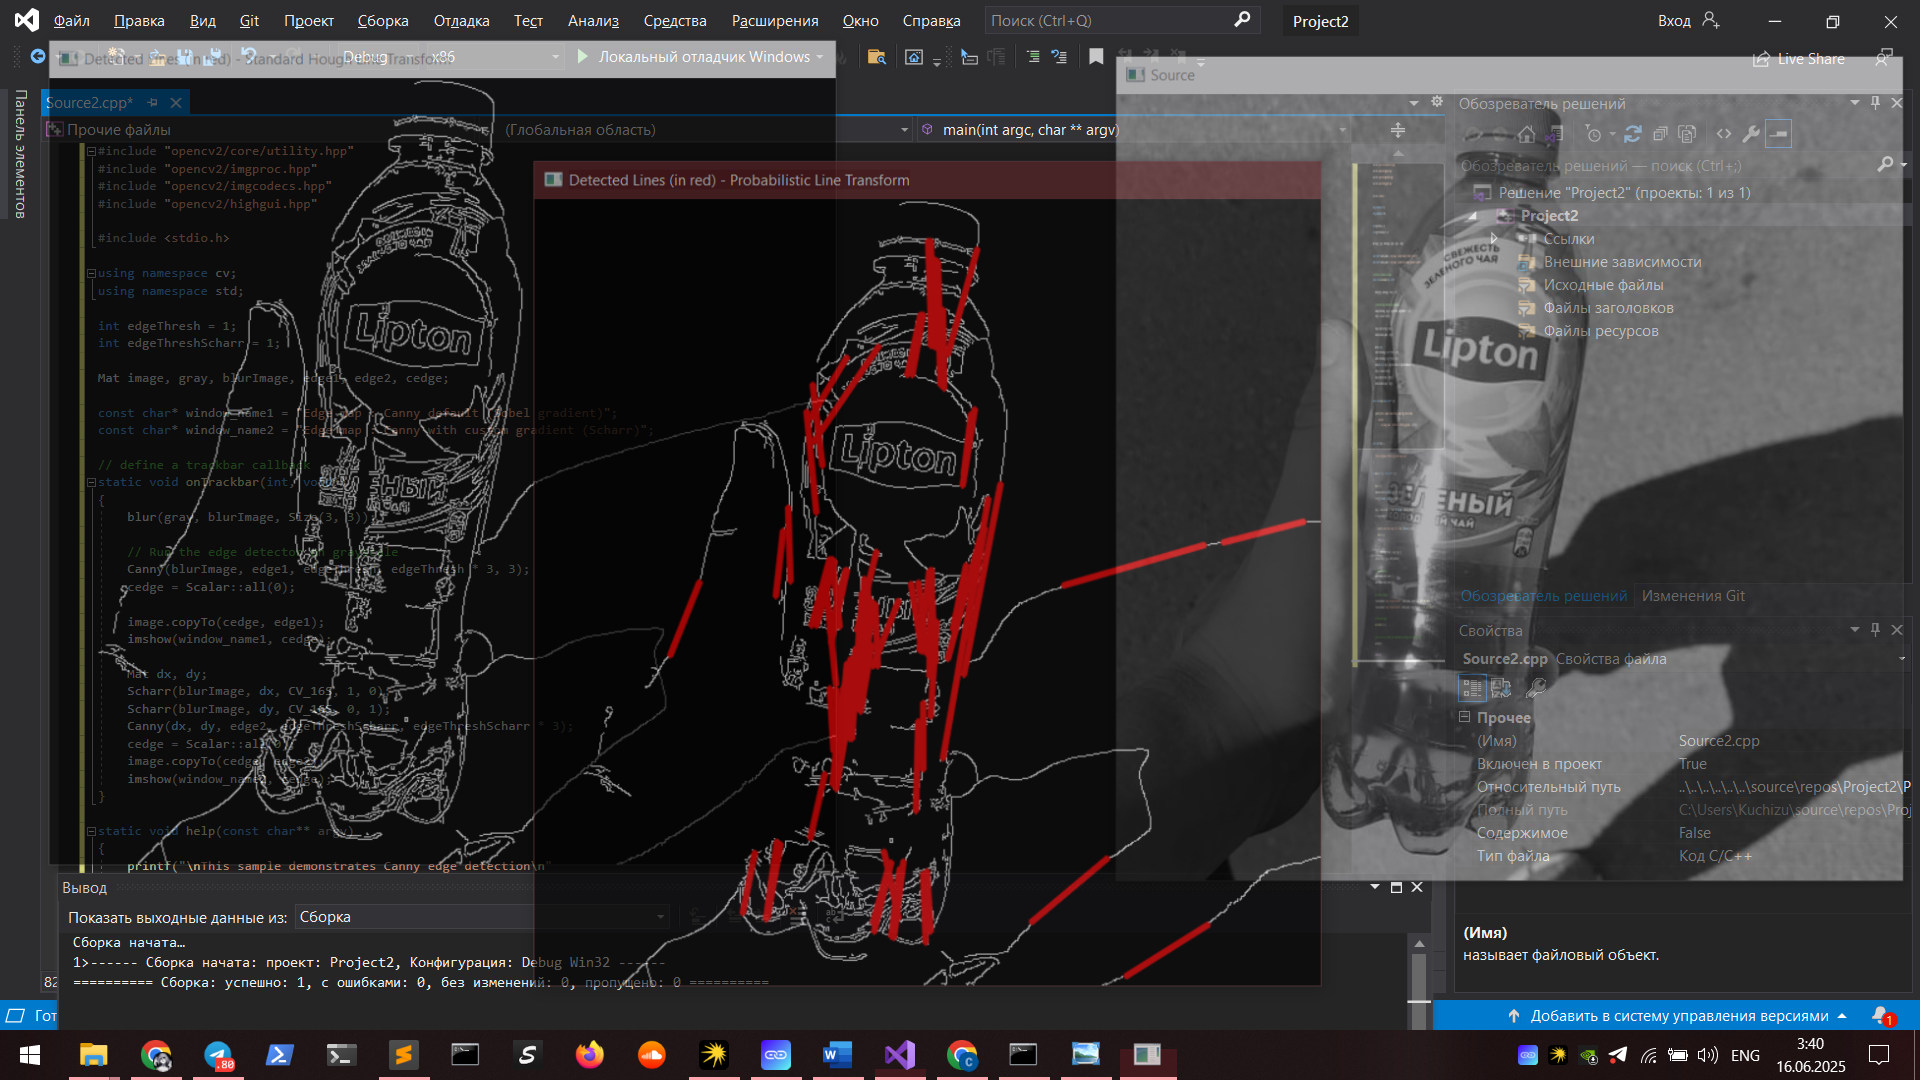 Файл Правка Вид Git Проект Сборка Отладка Тест Анализ Средства Расширения Окно Справка Поиск (Ctrl+Q) Project2 Вход
Debug x86 Локальный отладчик Windows Live Share
Detected Lines (in red) - Standard Hough Line Transform
Source
Панель элементов
Source2.cpp*
Прочие файлы (Глобальная область) main(int argc, char ** argv)
#include "opencv2/core/utility.hpp"
#include "opencv2/imgproc.hpp"
#include "opencv2/imgcodecs.hpp"
#include "opencv2/highgui.hpp"
#include <stdio.h>
using namespace cv;
using namespace std;
int edgeThresh = 1;
int edgeThreshScharr = 1;
Mat image, gray, blurImage, edge1, edge2, cedge;
const char* window_name1 = "Edge map : Canny default (Sobel gradient)";
const char* window_name2 = "Edge map : Canny with custom gradient (Scharr)";
// define a trackbar callback
static void onTrackbar(int, void*)
{
blur(gray, blurImage, Size(3, 3));
// Run the edge detector on grayscale
Canny(blurImage, edge1, edgeThresh, edgeThresh * 3, 3);
cedge = Scalar::all(0);
image.copyTo(cedge, edge1);
imshow(window_name1, cedge);
Mat dx, dy;
Scharr(blurImage, dx, CV_16S, 1, 0);
Scharr(blurImage, dy, CV_16S, 0, 1);
Canny(dx, dy, edge2, edgeThreshScharr, edgeThreshScharr * 3);
cedge = Scalar::all(0);
image.copyTo(cedge, edge2);
imshow(window_name2, cedge);
}
static void help(const char** argv)
{
printf("\nThis sample demonstrates Canny edge detection\n"
Lipton
ЕНЫЙ
Detected Lines (in red) - Probabilistic Line Transform
Lipton
СВЕЖЕСТЬ
ЗЕЛЕНОГО ЧАЯ
Lipton
ЗЕЛЕНЫЙ
ЧАЙ
Обозреватель решений
Обозреватель решений — поиск (Ctrl+;)
Решение "Project2" (проекты: 1 из 1)
Project2
Ссылки
Внешние зависимости
Исходные файлы
Файлы заголовков
Файлы ресурсов
Обозреватель решений Изменения Git
Свойства
Source2.cpp Свойства файла
Прочее
(Имя) Source2.cpp
Включен в проект True
Относительный путь ..\..\..\..\..\source\repos\Project2\P
Полный путь C:\Users\Kuchizu\source\repos\Proj
Содержимое False
Тип файла Код C/C++
(Имя)
называет файловый объект.
Вывод
Показать выходные данные из: Сборка
Сборка начата…
1>------ Сборка начата: проект: Project2, Конфигурация: Debug Win32 ------
========== Сборка: успешно: 1, с ошибками: 0, без изменений: 0, пропущено: 0 ==========
82
Гот
Добавить в систему управления версиями 1
80
ENG
3:40
16.06.2025